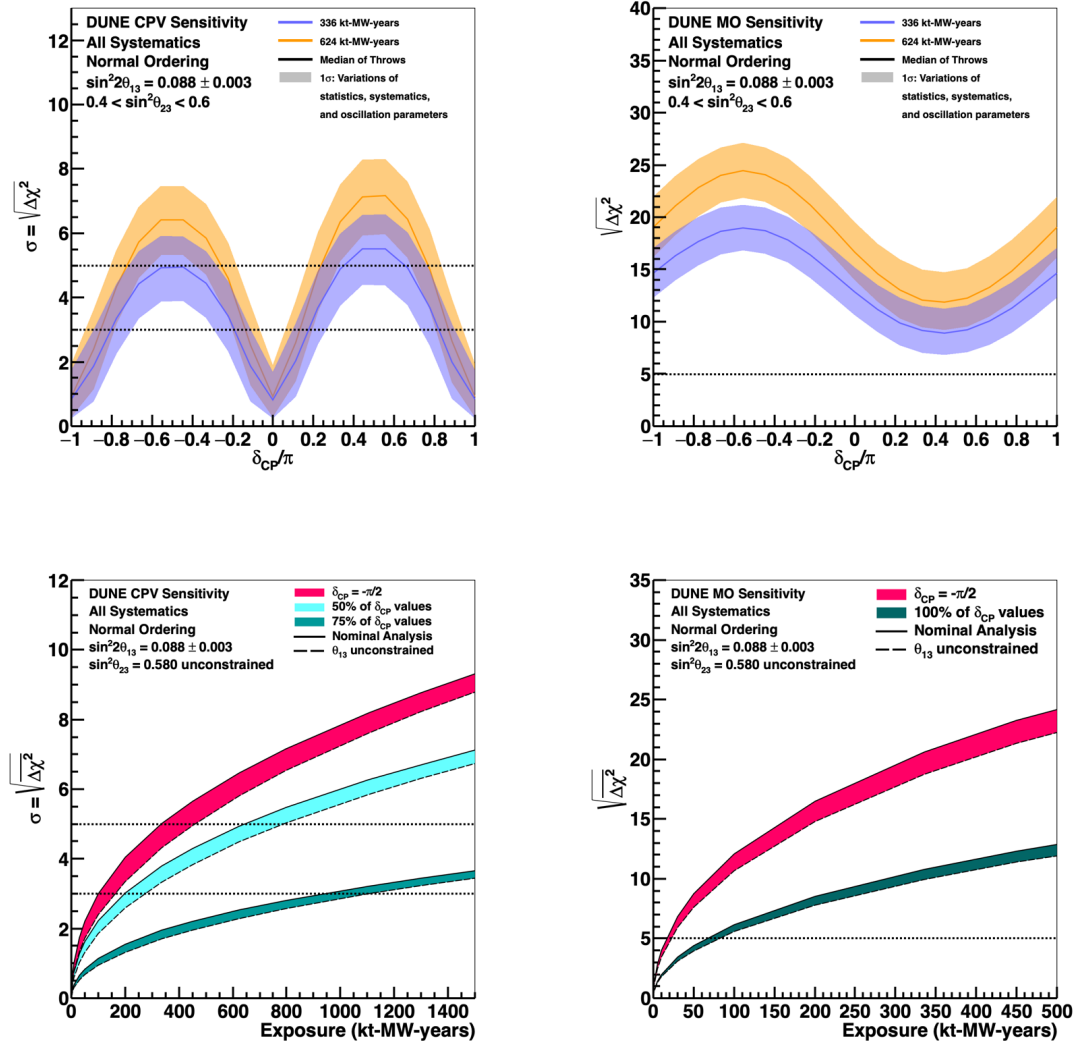 DUNE CPV Sensitivity
All Systematics
Normal Ordering
sin²2θ₁₃ = 0.088 ± 0.003
0.4 < sin²θ₂₃ < 0.6
336 kt-MW-years
624 kt-MW-years
Median of Throws
1σ: Variations of
statistics, systematics,
and oscillation parameters
σ = √Δχ²
12
10
8
6
4
2
0
−1 −0.8 −0.6 −0.4 −0.2 0 0.2 0.4 0.6 0.8 1
δCP/π
DUNE MO Sensitivity
All Systematics
Normal Ordering
sin²2θ₁₃ = 0.088 ± 0.003
0.4 < sin²θ₂₃ < 0.6
336 kt-MW-years
624 kt-MW-years
Median of Throws
1σ: Variations of
statistics, systematics,
and oscillation parameters
√Δχ²
40
35
30
25
20
15
10
5
0
−1 −0.8 −0.6 −0.4 −0.2 0 0.2 0.4 0.6 0.8 1
δCP/π
DUNE CPV Sensitivity
All Systematics
Normal Ordering
sin²2θ₁₃ = 0.088 ± 0.003
sin²θ₂₃ = 0.580 unconstrained
δCP = -π/2
50% of δCP values
75% of δCP values
Nominal Analysis
θ₁₃ unconstrained
σ = √Δχ²
12
10
8
6
4
2
0
0 200 400 600 800 1000 1200 1400
Exposure (kt-MW-years)
DUNE MO Sensitivity
All Systematics
Normal Ordering
sin²2θ₁₃ = 0.088 ± 0.003
sin²θ₂₃ = 0.580 unconstrained
δCP = -π/2
100% of δCP values
Nominal Analysis
θ₁₃ unconstrained
√Δχ²
35
30
25
20
15
10
5
0
0 50 100 150 200 250 300 350 400 450 500
Exposure (kt-MW-years)